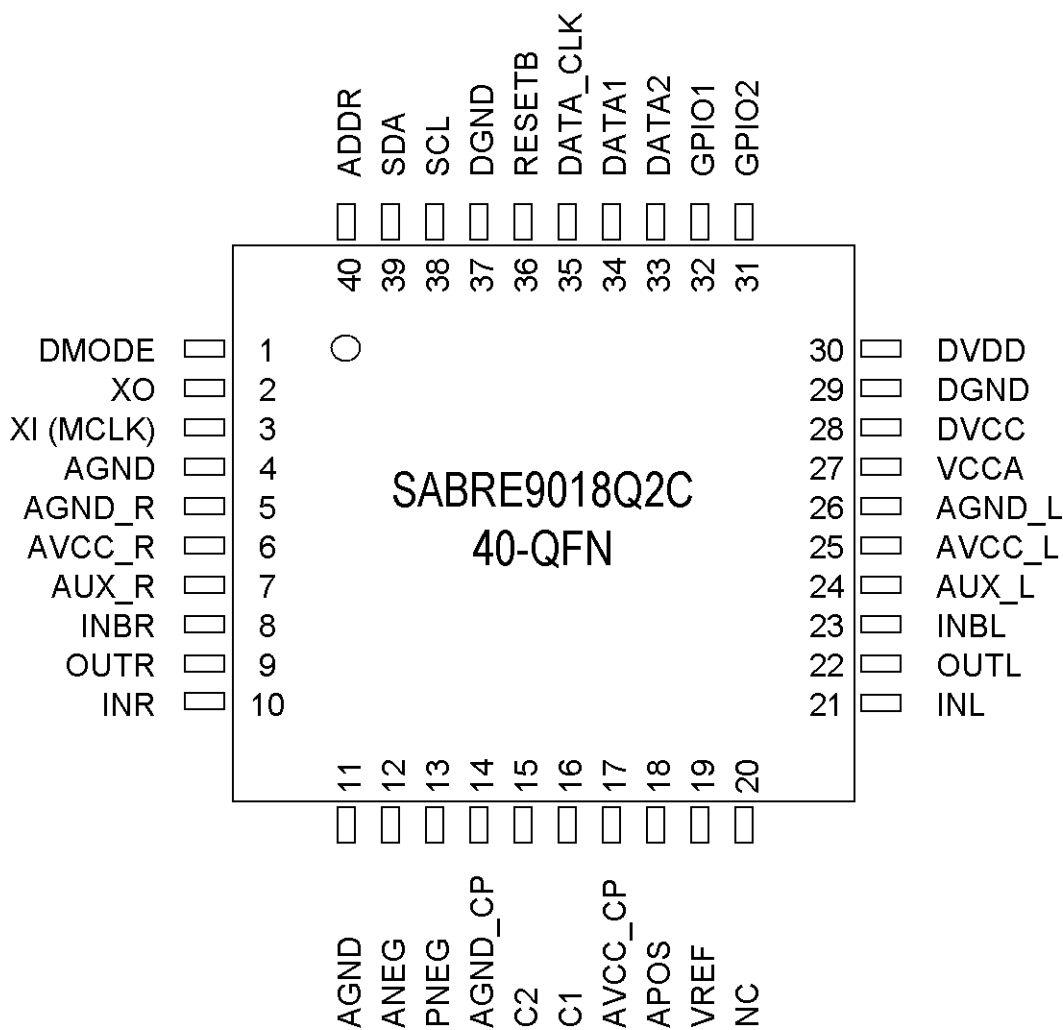 ADDR
SDA
SCL
DGND
RESETB
DATA_CLK
DATA1
DATA2
GPIO1
GPIO2
40
39
38
37
36
35
34
33
32
31
DMODE 1
XO 2
XI (MCLK) 3
AGND 4
AGND_R 5
AVCC_R 6
AUX_R 7
INBR 8
OUTR 9
INR 10
SABRE9018Q2C
40-QFN
30 DVDD
29 DGND
28 DVCC
27 VCCA
26 AGND_L
25 AVCC_L
24 AUX_L
23 INBL
22 OUTL
21 INL
11
12
13
14
15
16
17
18
19
20
AGND
ANEG
PNEG
AGND_CP
C2
C1
AVCC_CP
APOS
VREF
NC